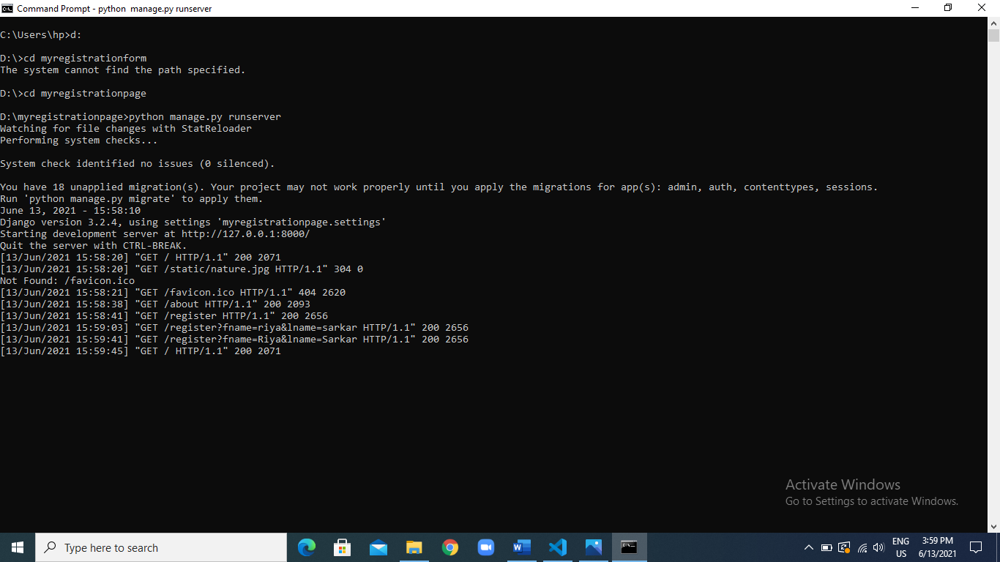 Command Prompt - python  manage.py runserver
C:\Users\hp>d:
D:\>cd myregistrationform
The system cannot find the path specified.
D:\>cd myregistrationpage
D:\myregistrationpage>python manage.py runserver
Watching for file changes with StatReloader
Performing system checks...
System check identified no issues (0 silenced).
You have 18 unapplied migration(s). Your project may not work properly until you apply the migrations for app(s): admin, auth, contenttypes, sessions.
Run 'python manage.py migrate' to apply them.
June 13, 2021 - 15:58:10
Django version 3.2.4, using settings 'myregistrationpage.settings'
Starting development server at http://127.0.0.1:8000/
Quit the server with CTRL-BREAK.
[13/Jun/2021 15:58:20] "GET / HTTP/1.1" 200 2071
[13/Jun/2021 15:58:20] "GET /static/nature.jpg HTTP/1.1" 304 0
Not Found: /favicon.ico
[13/Jun/2021 15:58:21] "GET /favicon.ico HTTP/1.1" 404 2620
[13/Jun/2021 15:58:38] "GET /about HTTP/1.1" 200 2093
[13/Jun/2021 15:58:41] "GET /register HTTP/1.1" 200 2656
[13/Jun/2021 15:59:03] "GET /register?fname=riya&lname=sarkar HTTP/1.1" 200 2656
[13/Jun/2021 15:59:41] "GET /register?fname=Riya&lname=Sarkar HTTP/1.1" 200 2656
[13/Jun/2021 15:59:45] "GET / HTTP/1.1" 200 2071
Activate Windows
Go to Settings to activate Windows.
Type here to search
ENG
US
3:59 PM
6/13/2021